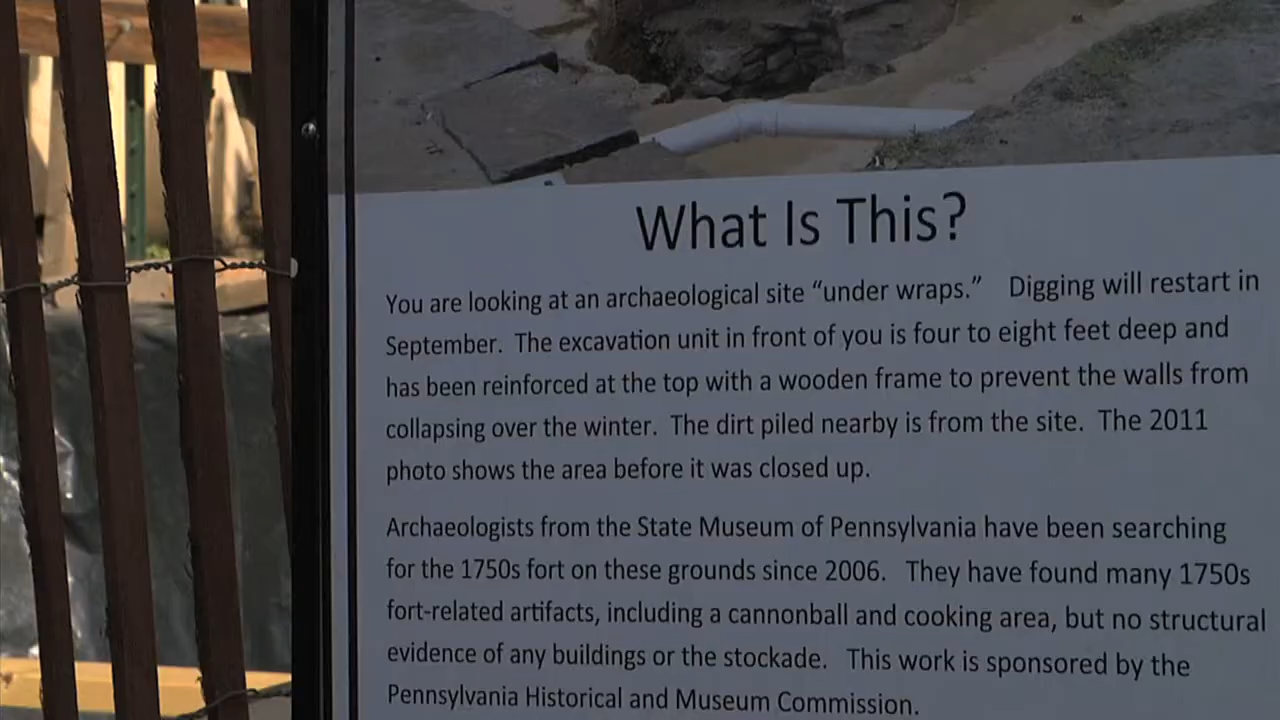 What Is This?
You are looking at an archaeological site “under wraps.” Digging will restart in
September. The excavation unit in front of you is four to eight feet deep and
has been reinforced at the top with a wooden frame to prevent the walls from
collapsing over the winter. The dirt piled nearby is from the site. The 2011
photo shows the area before it was closed up.
Archaeologists from the State Museum of Pennsylvania have been searching
for the 1750s fort on these grounds since 2006. They have found many 1750s
fort-related artifacts, including a cannonball and cooking area, but no structural
evidence of any buildings or the stockade. This work is sponsored by the
Pennsylvania Historical and Museum Commission.